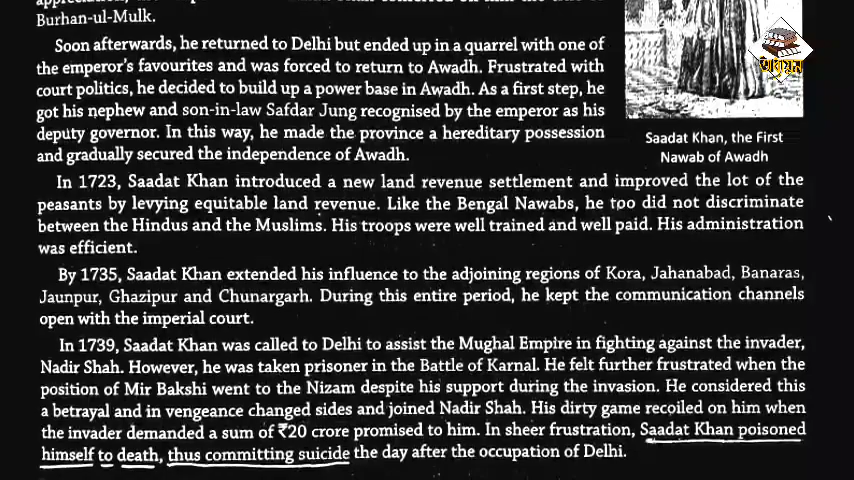 Burhan-ul-Mulk.
Soon afterwards, he returned to Delhi but ended up in a quarrel with one of
the emperor's favourites and was forced to return to Awadh. Frustrated with
court politics, he decided to build up a power base in Awadh. As a first step, he
got his nephew and son-in-law Safdar Jung recognised by the emperor as his
deputy governor. In this way, he made the province a hereditary possession
and gradually secured the independence of Awadh.
Saadat Khan, the First
Nawab of Awadh
In 1723, Saadat Khan introduced a new land revenue settlement and improved the lot of the
peasants by levying equitable land revenue. Like the Bengal Nawabs, he too did not discriminate
between the Hindus and the Muslims. His troops were well trained and well paid. His administration
was efficient.
By 1735, Saadat Khan extended his influence to the adjoining regions of Kora, Jahanabad, Banaras,
Jaunpur, Ghazipur and Chunargarh. During this entire period, he kept the communication channels
open with the imperial court.
In 1739, Saadat Khan was called to Delhi to assist the Mughal Empire in fighting against the invader,
Nadir Shah. However, he was taken prisoner in the Battle of Karnal. He felt further frustrated when the
position of Mir Bakshi went to the Nizam despite his support during the invasion. He considered this
a betrayal and in vengeance changed sides and joined Nadir Shah. His dirty game recoiled on him when
the invader demanded a sum of ₹20 crore promised to him. In sheer frustration, Saadat Khan poisoned
himself to death, thus committing suicide the day after the occupation of Delhi.